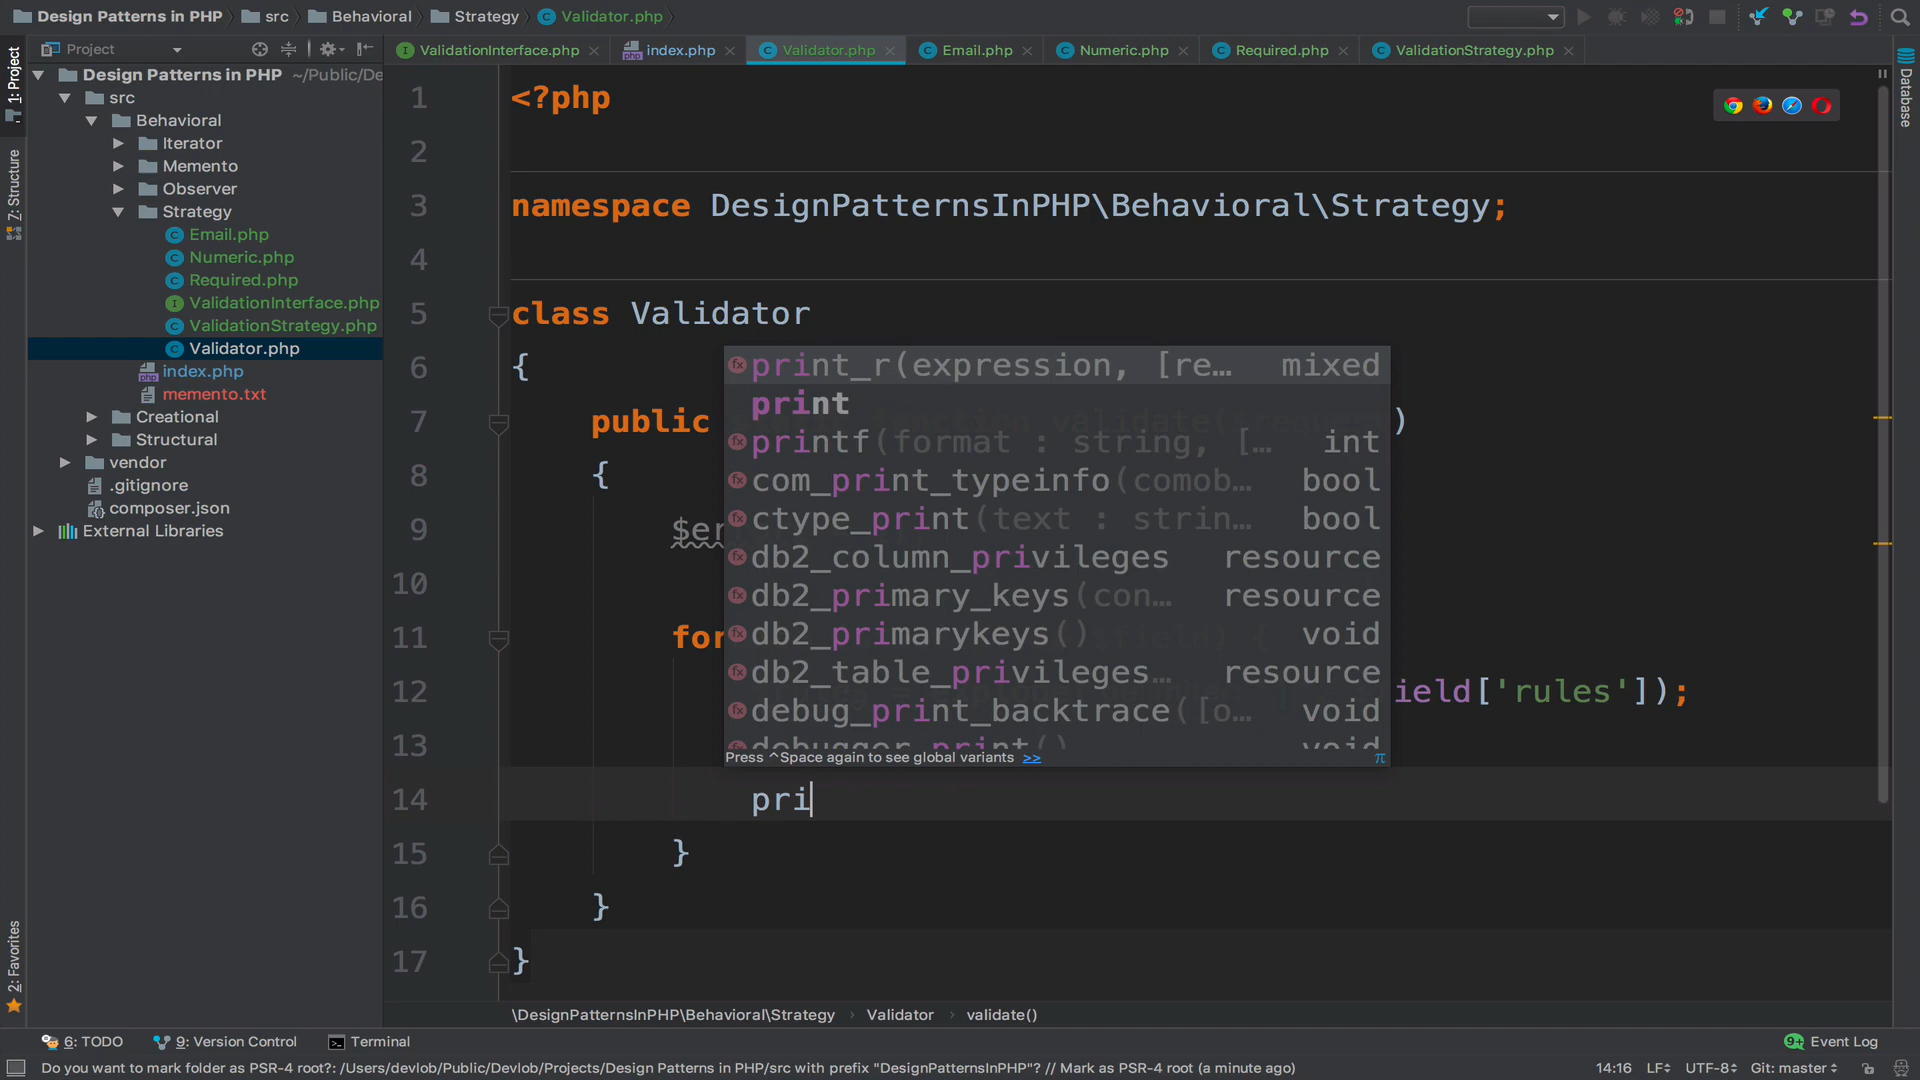 Design Patterns in PHP src Behavioral Strategy Validator.php
Project
ValidationInterface.php index.php Validator.php Email.php Numeric.php Required.php ValidationStrategy.php
1: Project
7: Structure
2: Favorites
Database
Design Patterns in PHP ~/Public/De
src
Behavioral
Iterator
Memento
Observer
Strategy
Email.php
Numeric.php
Required.php
ValidationInterface.php
ValidationStrategy.php
Validator.php
index.php
memento.txt
Creational
Structural
vendor
.gitignore
composer.json
External Libraries
1 <?php
2
3 namespace DesignPatternsInPHP\Behavioral\Strategy;
4
5 class Validator
6 {
7 public )
8 {
9 $er
10
11 for
12 ield['rules']);
13
14 pri
15 }
16 }
17 }
print_r(expression, [re… mixed
print
printf(format : string, [… int
com_print_typeinfo(comob… bool
ctype_print(text : strin… bool
db2_column_privileges resource
db2_primary_keys(con… resource
db2_primarykeys() void
db2_table_privileges… resource
debug_print_backtrace([o… void
debugger_print() void
Press ^Space again to see global variants >> π
\DesignPatternsInPHP\Behavioral\Strategy › Validator › validate()
6: TODO 9: Version Control Terminal 9+ Event Log
Do you want to mark folder as PSR-4 root?: /Users/devlob/Public/Devlob/Projects/Design Patterns in PHP/src with prefix "DesignPatternsInPHP"? // Mark as PSR-4 root (a minute ago) 14:16 LF UTF-8 Git: master